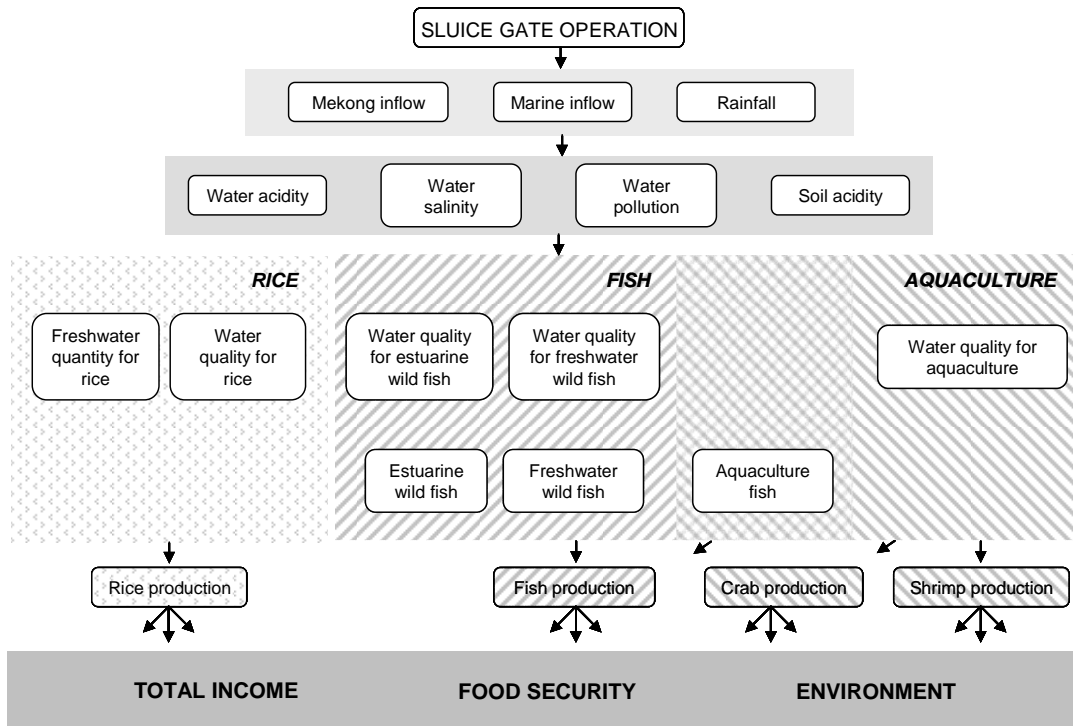 SLUICE GATE OPERATION
Mekong inflow
Marine inflow
Rainfall
Water acidity
Water
salinity
Water
pollution
Soil acidity
RICE
FISH
AQUACULTURE
Freshwater
quantity for
rice
Water
quality for
rice
Water quality
for estuarine
wild fish
Water quality
for freshwater
wild fish
Water quality for
aquaculture
Estuarine
wild fish
Freshwater
wild fish
Aquaculture
fish
Rice production
Fish production
Crab production
Shrimp production
TOTAL INCOME
FOOD SECURITY
ENVIRONMENT